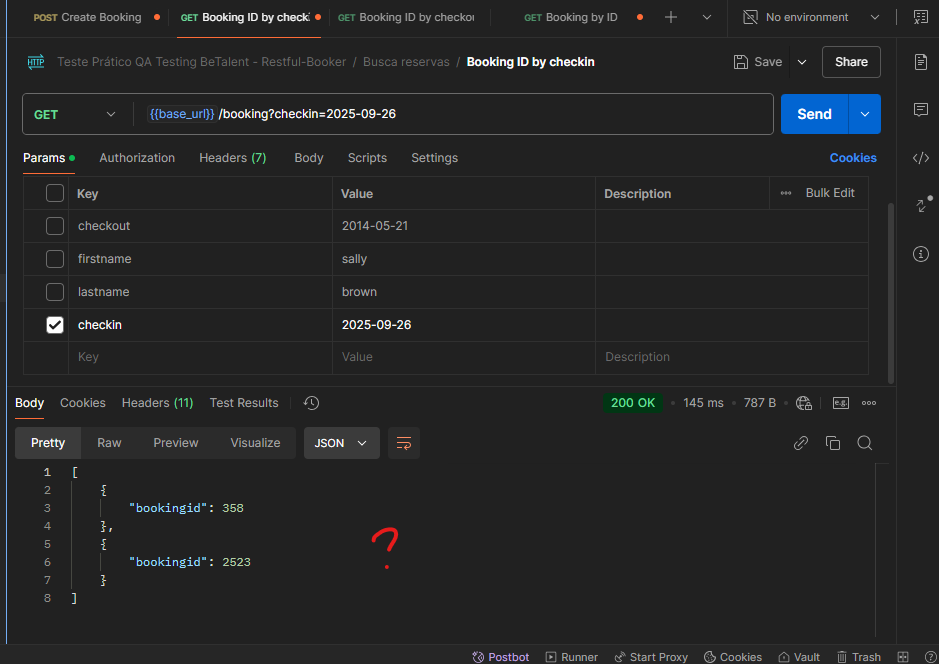 POST Create Booking
GET Booking ID by checki
GET Booking ID by checkou
GET Booking by ID
No environment
HTTP
Teste Prático QA Testing BeTalent - Restful-Booker / Busca reservas / Booking ID by checkin
Save
Share
GET
{{base_url}} /booking?checkin=2025-09-26
Send
Params
Authorization
Headers (7)
Body
Scripts
Settings
Cookies
Key Value Description ••• Bulk Edit
checkout 2014-05-21
firstname sally
lastname brown
checkin 2025-09-26
Key Value Description
Body Cookies Headers (11) Test Results
200 OK • 145 ms • 787 B •
e.g.
Pretty Raw Preview Visualize JSON
1 [
2 {
3 "bookingid": 358
4 },
5 {
6 "bookingid": 2523
7 }
8 ]
?
Postbot Runner Start Proxy Cookies Vault Trash